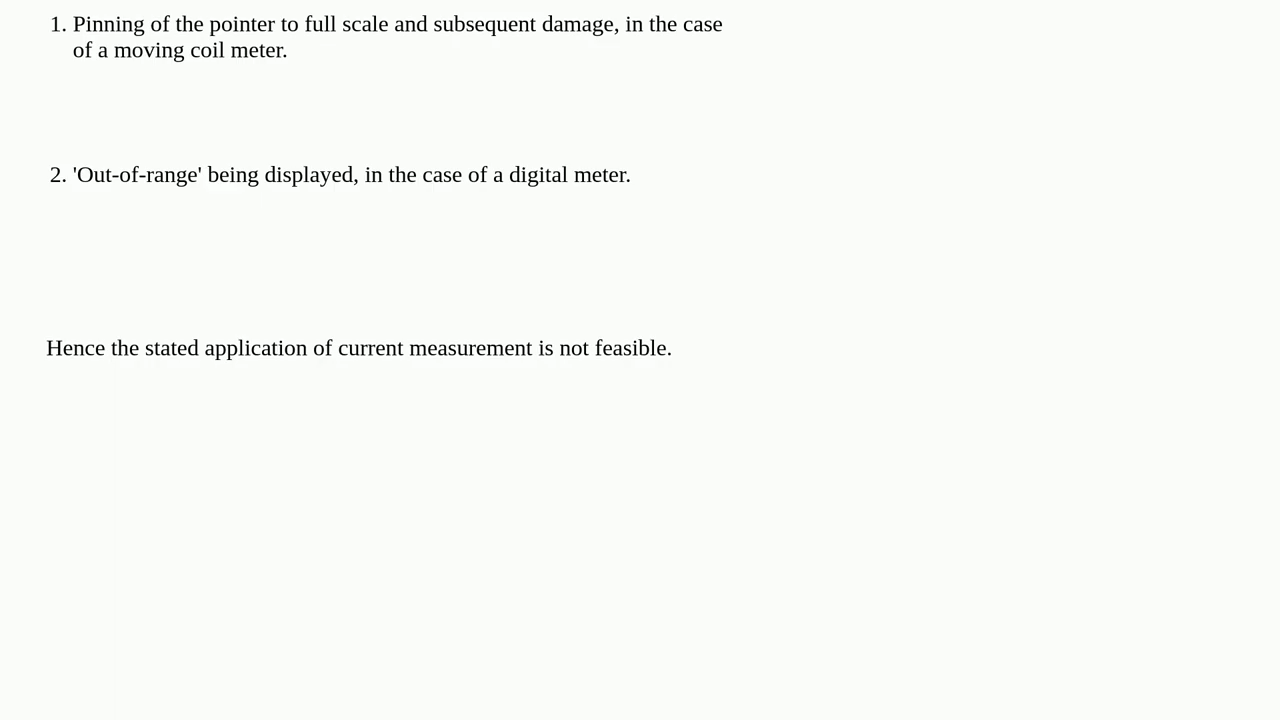 1. Pinning of the pointer to full scale and subsequent damage, in the case
of a moving coil meter.
2. 'Out-of-range' being displayed, in the case of a digital meter.
Hence the stated application of current measurement is not feasible.